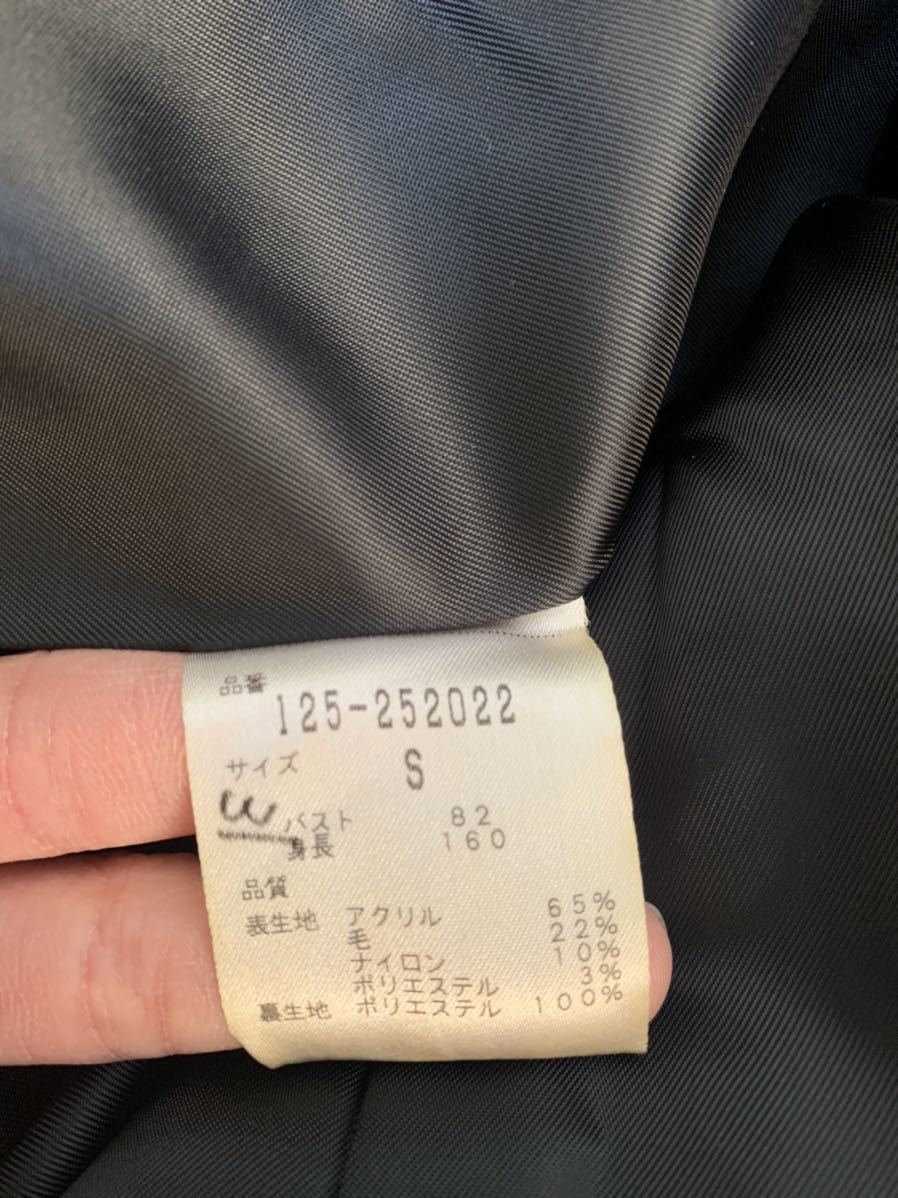 品番
125-252022
サイズ S
バスト 82
身長 160
品質
表生地 アクリル 65%
毛 22%
ナイロン 10%
ポリエステル 3%
裏生地 ポリエステル 100%